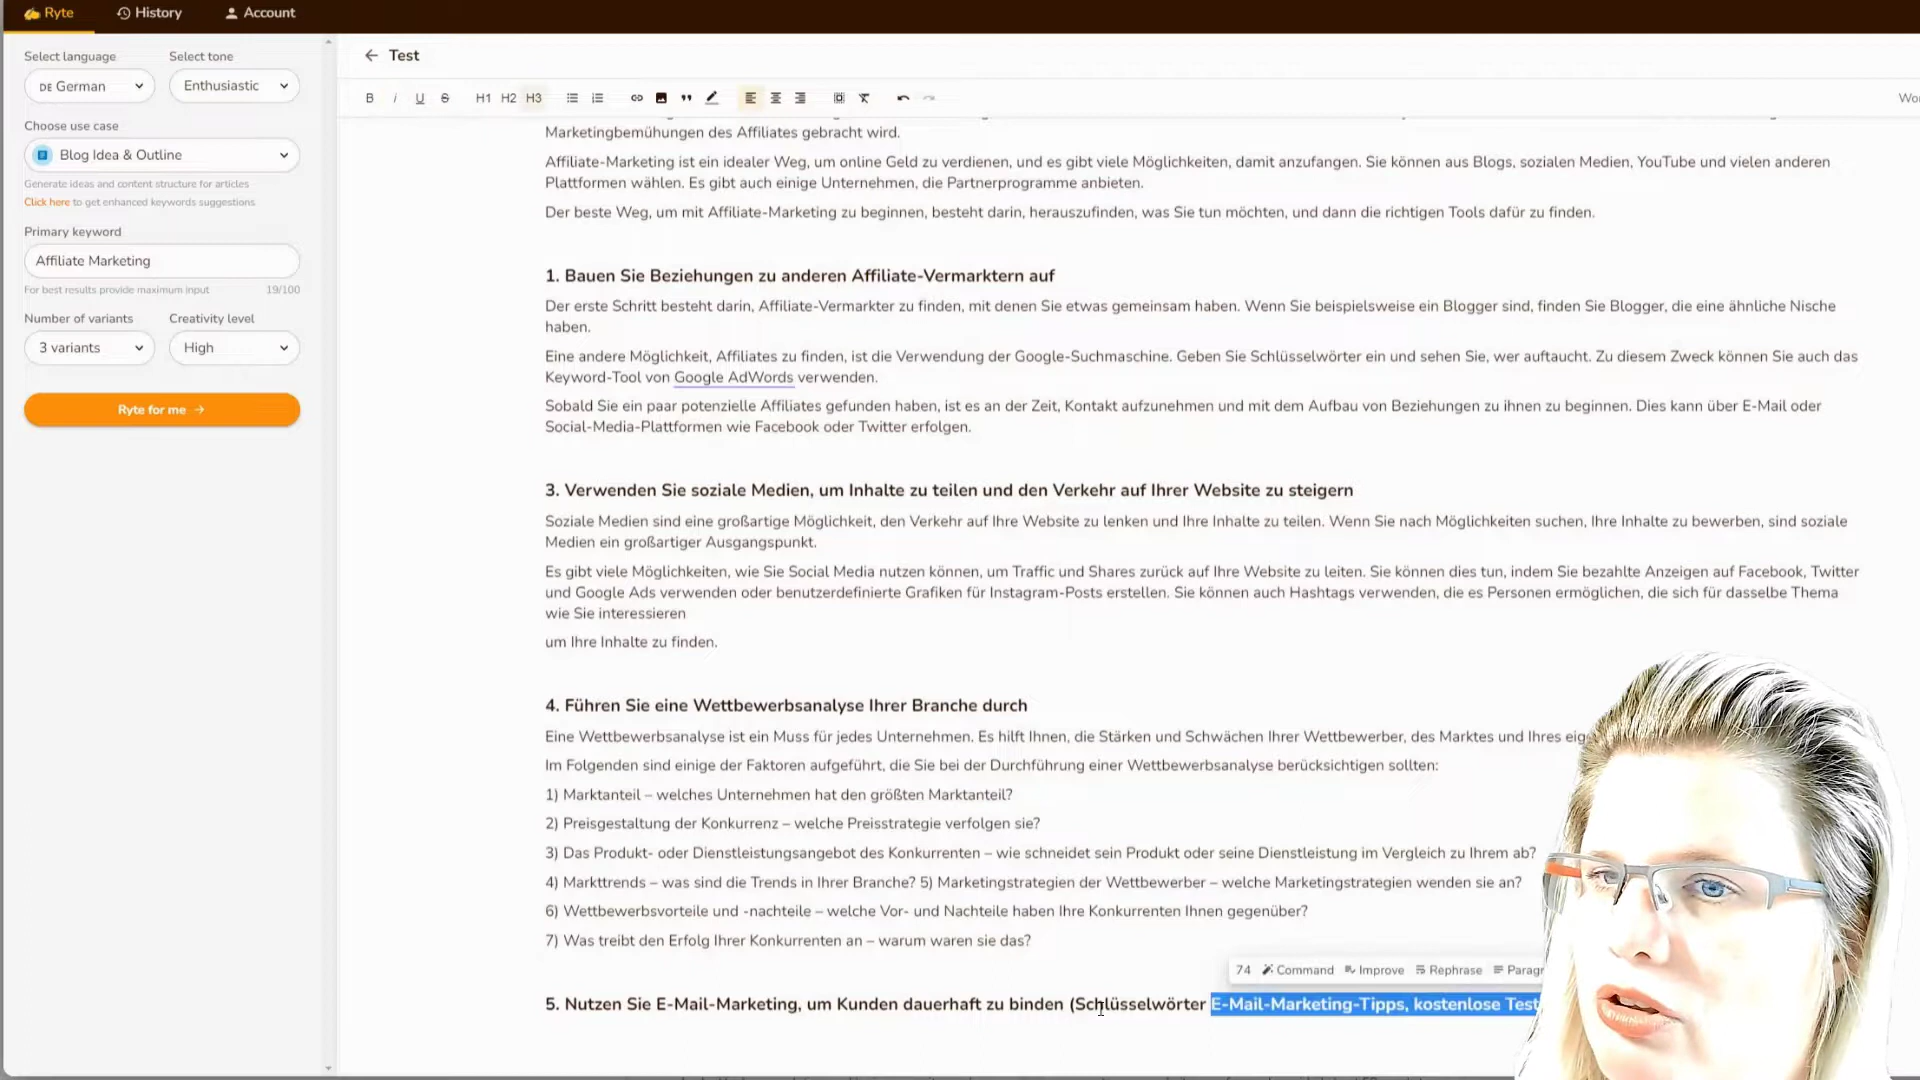 Ryte
History
Account
Select language
Select tone
DE German
Enthusiastic
Choose use case
Blog Idea & Outline
Generate ideas and content structure for articles
Click here to get enhanced keywords suggestions
Primary keyword
Affiliate Marketing
For best results provide maximum input
19/100
Number of variants
Creativity level
3 variants
High
Ryte for me →
← Test
B i U S H1 H2 H3
Marketingbemühungen des Affiliates gebracht wird.
Affiliate-Marketing ist ein idealer Weg, um online Geld zu verdienen, und es gibt viele Möglichkeiten, damit anzufangen. Sie können aus Blogs, sozialen Medien, YouTube und vielen anderen
Plattformen wählen. Es gibt auch einige Unternehmen, die Partnerprogramme anbieten.
Der beste Weg, um mit Affiliate-Marketing zu beginnen, besteht darin, herauszufinden, was Sie tun möchten, und dann die richtigen Tools dafür zu finden.
1. Bauen Sie Beziehungen zu anderen Affiliate-Vermarktern auf
Der erste Schritt besteht darin, Affiliate-Vermarkter zu finden, mit denen Sie etwas gemeinsam haben. Wenn Sie beispielsweise ein Blogger sind, finden Sie Blogger, die eine ähnliche Nische
haben.
Eine andere Möglichkeit, Affiliates zu finden, ist die Verwendung der Google-Suchmaschine. Geben Sie Schlüsselwörter ein und sehen Sie, wer auftaucht. Zu diesem Zweck können Sie auch das
Keyword-Tool von Google AdWords verwenden.
Sobald Sie ein paar potenzielle Affiliates gefunden haben, ist es an der Zeit, Kontakt aufzunehmen und mit dem Aufbau von Beziehungen zu ihnen zu beginnen. Dies kann über E-Mail oder
Social-Media-Plattformen wie Facebook oder Twitter erfolgen.
3. Verwenden Sie soziale Medien, um Inhalte zu teilen und den Verkehr auf Ihrer Website zu steigern
Soziale Medien sind eine großartige Möglichkeit, den Verkehr auf Ihre Website zu lenken und Ihre Inhalte zu teilen. Wenn Sie nach Möglichkeiten suchen, Ihre Inhalte zu bewerben, sind soziale
Medien ein großartiger Ausgangspunkt.
Es gibt viele Möglichkeiten, wie Sie Social Media nutzen können, um Traffic und Shares zurück auf Ihre Website zu leiten. Sie können dies tun, indem Sie bezahlte Anzeigen auf Facebook, Twitter
und Google Ads verwenden oder benutzerdefinierte Grafiken für Instagram-Posts erstellen. Sie können auch Hashtags verwenden, die es Personen ermöglichen, die sich für dasselbe Thema
wie Sie interessieren
um Ihre Inhalte zu finden.
4. Führen Sie eine Wettbewerbsanalyse Ihrer Branche durch
Eine Wettbewerbsanalyse ist ein Muss für jedes Unternehmen. Es hilft Ihnen, die Stärken und Schwächen Ihrer Wettbewerber, des Marktes und Ihres eig
Im Folgenden sind einige der Faktoren aufgeführt, die Sie bei der Durchführung einer Wettbewerbsanalyse berücksichtigen sollten:
1) Marktanteil – welches Unternehmen hat den größten Marktanteil?
2) Preisgestaltung der Konkurrenz – welche Preisstrategie verfolgen sie?
3) Das Produkt- oder Dienstleistungsangebot des Konkurrenten – wie schneidet sein Produkt oder seine Dienstleistung im Vergleich zu Ihrem ab?
4) Markttrends – was sind die Trends in Ihrer Branche? 5) Marketingstrategien der Wettbewerber – welche Marketingstrategien wenden sie an?
6) Wettbewerbsvorteile und -nachteile – welche Vor- und Nachteile haben Ihre Konkurrenten Ihnen gegenüber?
7) Was treibt den Erfolg Ihrer Konkurrenten an – warum waren sie das?
74 Command Improve Rephrase Paragr
5. Nutzen Sie E-Mail-Marketing, um Kunden dauerhaft zu binden (Schlüsselwörter E-Mail-Marketing-Tipps, kostenlose Test